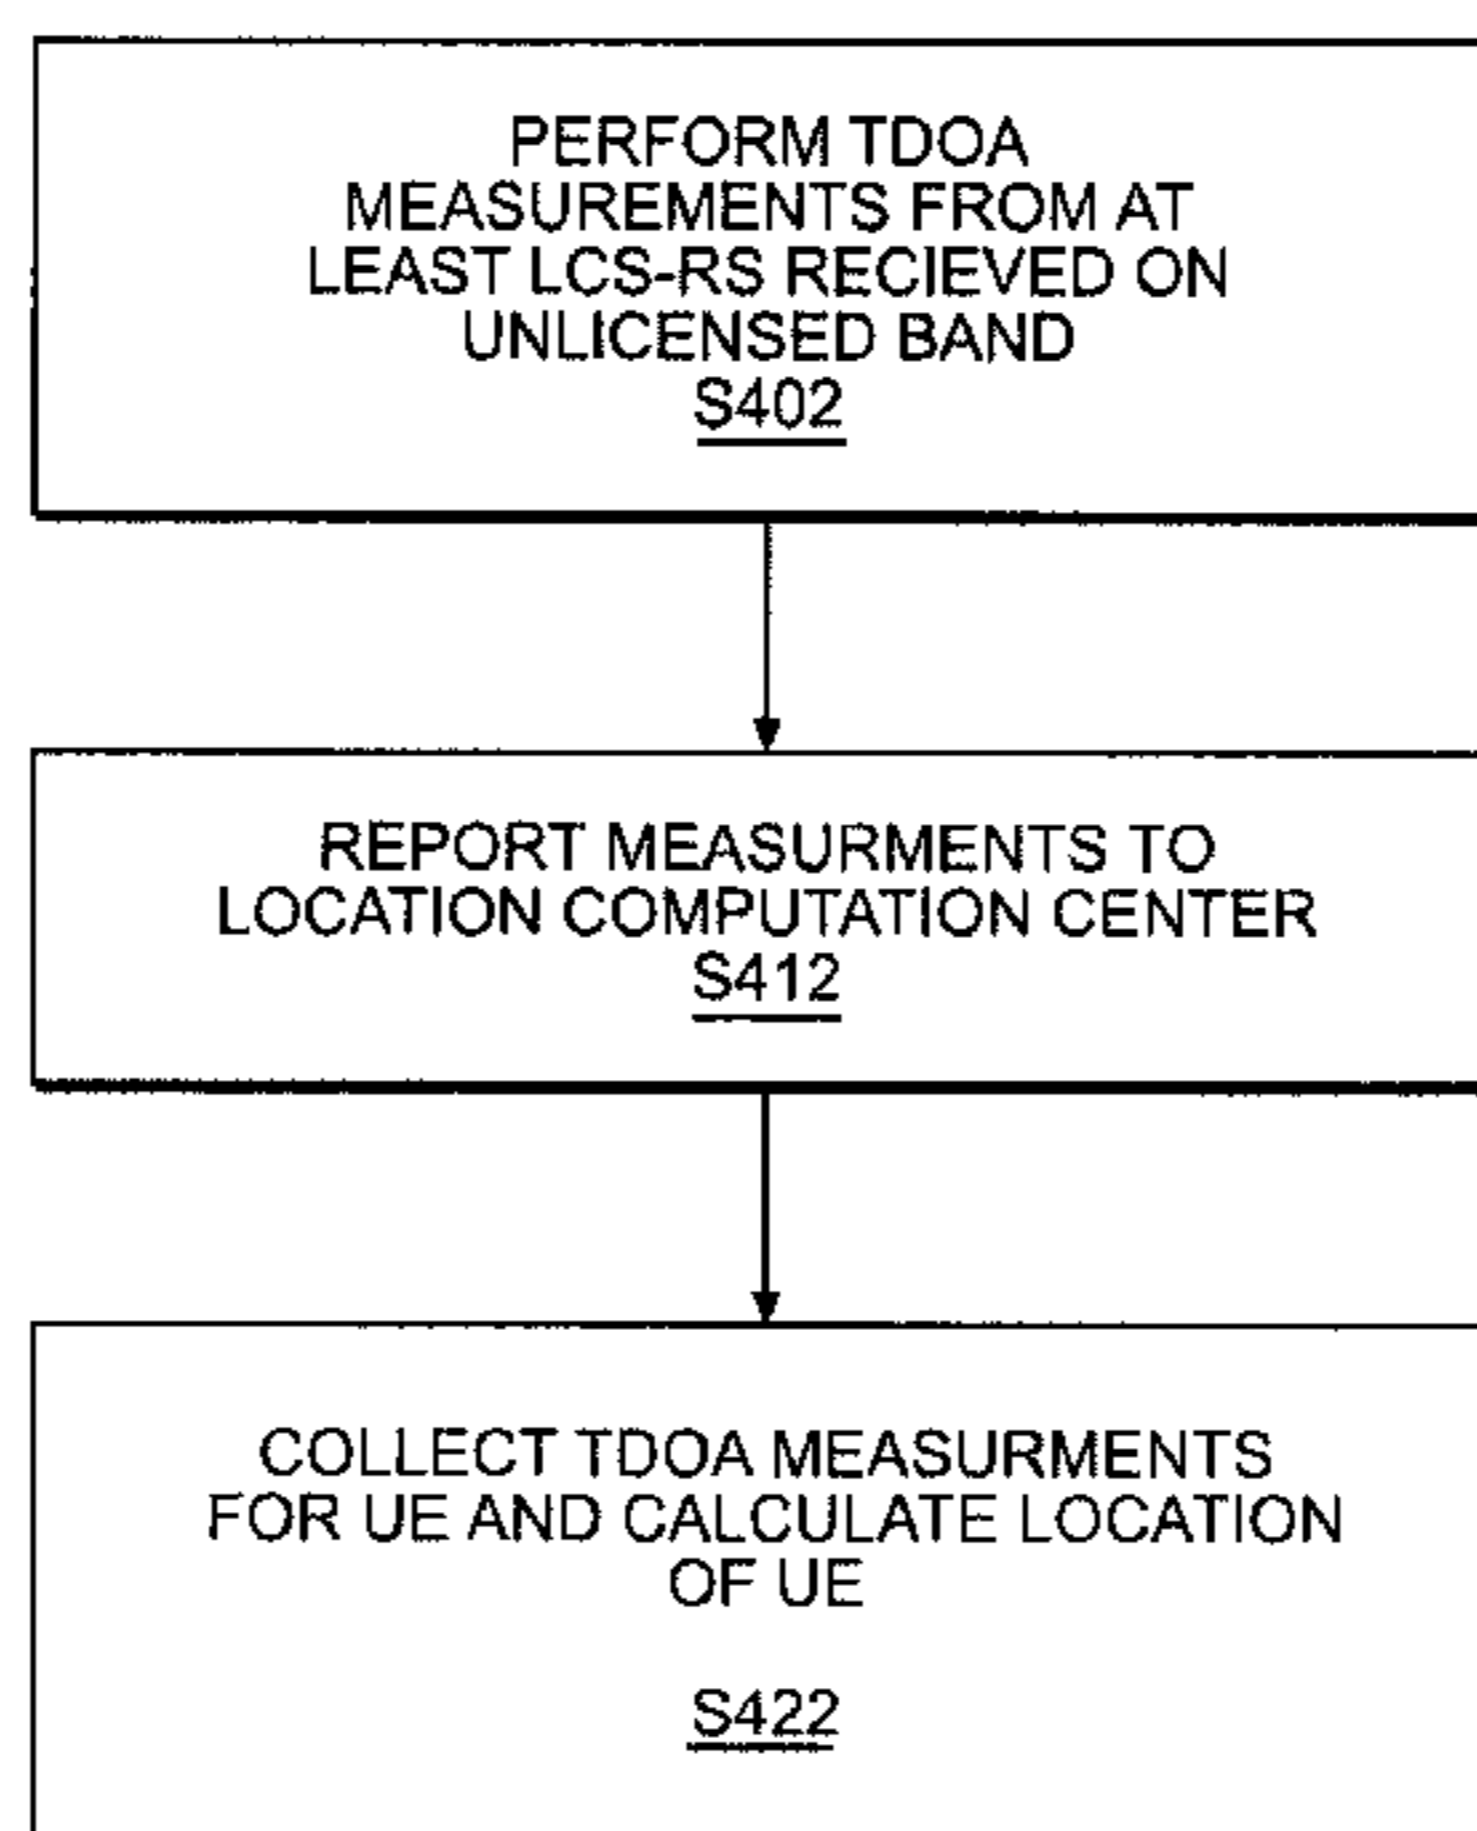 PERFORM TDOA
MEASUREMENTS FROM AT
LEAST LCS-RS RECIEVED ON
UNLICENSED BAND
S402
REPORT MEASURMENTS TO
LOCATION COMPUTATION CENTER
S412
COLLECT TDOA MEASURMENTS
FOR UE AND CALCULATE LOCATION
OF UE
S422